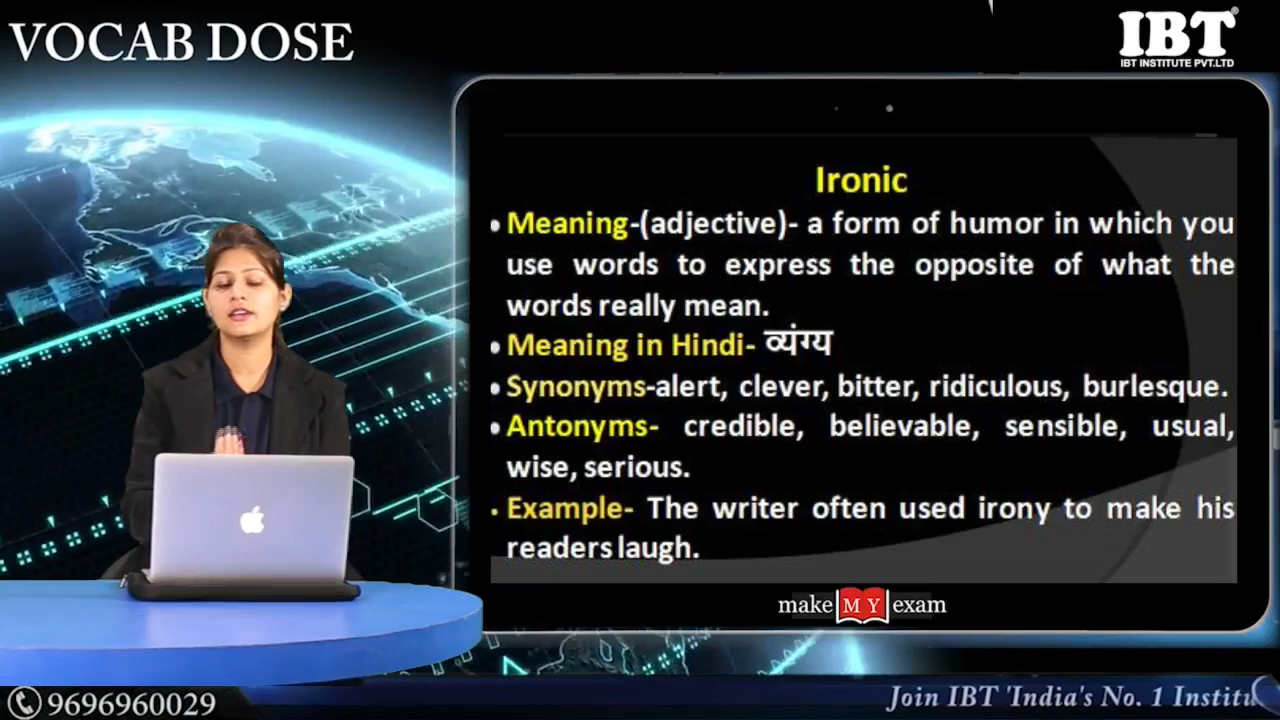 VOCAB DOSE
IBT®
IBT INSTITUTE PVT.LTD
Ironic
• Meaning-(adjective)- a form of humor in which you
use words to express the opposite of what the
words really mean.
• Meaning in Hindi- व्यंग्य
• Synonyms-alert, clever, bitter, ridiculous, burlesque.
• Antonyms- credible, believable, sensible, usual,
wise, serious.
• Example- The writer often used irony to make his
readers laugh.
make MY exam
9696960029
Join IBT 'India's No. 1 Institu